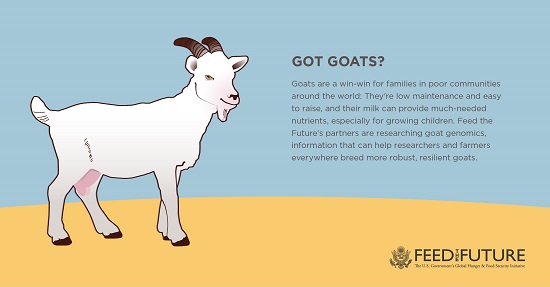 GOT GOATS?
Goats are a win-win for families in poor communities
around the world: They're low maintenance and easy
to raise, and their milk can provide much-needed
nutrients, especially for growing children. Feed the
Future's partners are researching goat genomics,
information that can help researchers and farmers
everywhere breed more robust, resilient goats.
FEED THE FUTURE
The U.S. Government's Global Hunger & Food Security Initiative